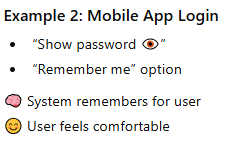 Example 2: Mobile App Login
• “Show password 👁”
• “Remember me” option
🧠 System remembers for user
😊 User feels comfortable